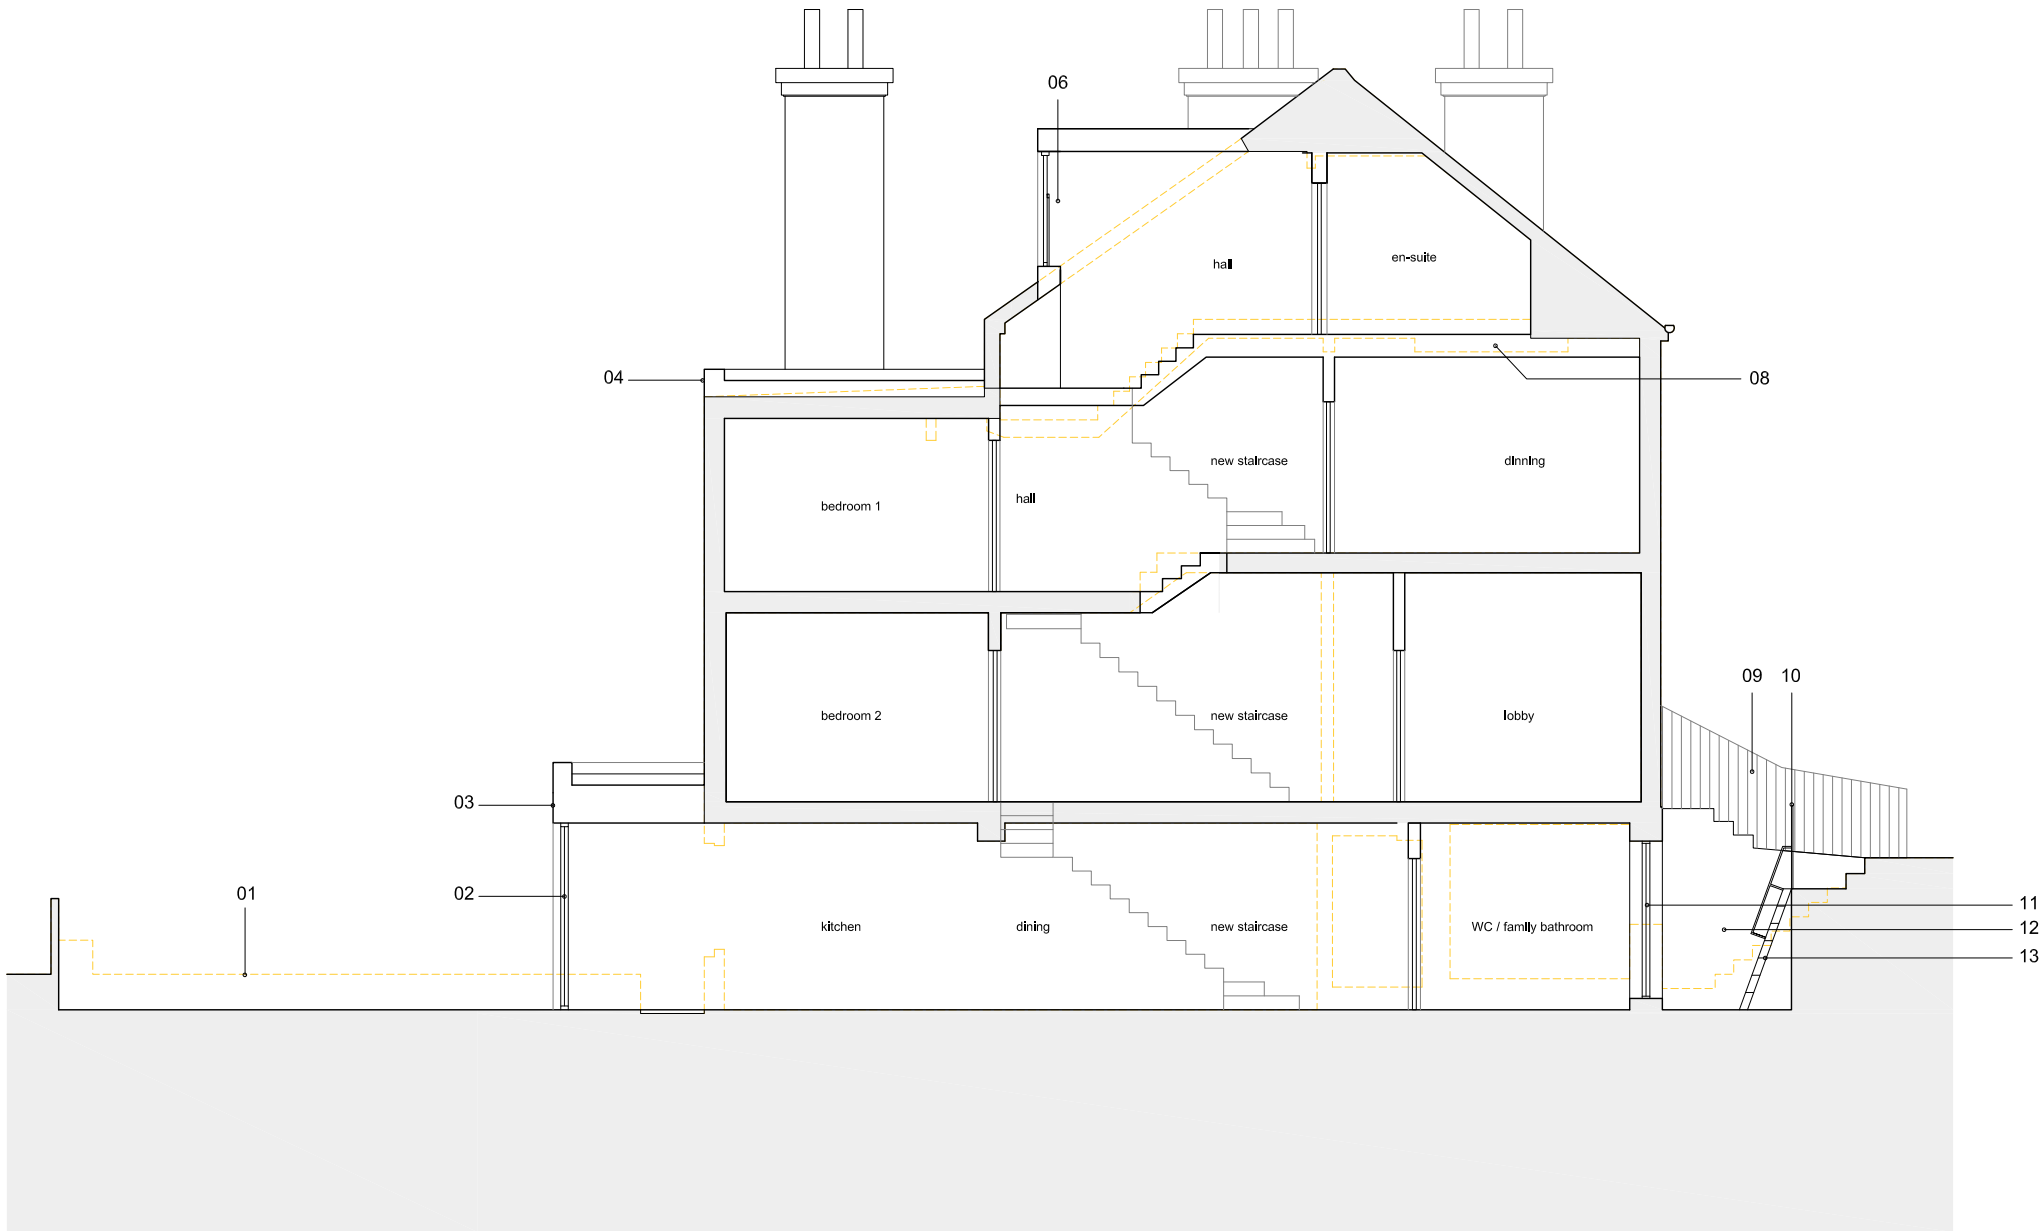 06
hall
en-suite
04
08
new staircase
dinning
hall
bedroom 1
09
10
bedroom 2
new staircase
lobby
03
01
02
11
kitchen
dining
new staircase
WC / family bathroom
12
13